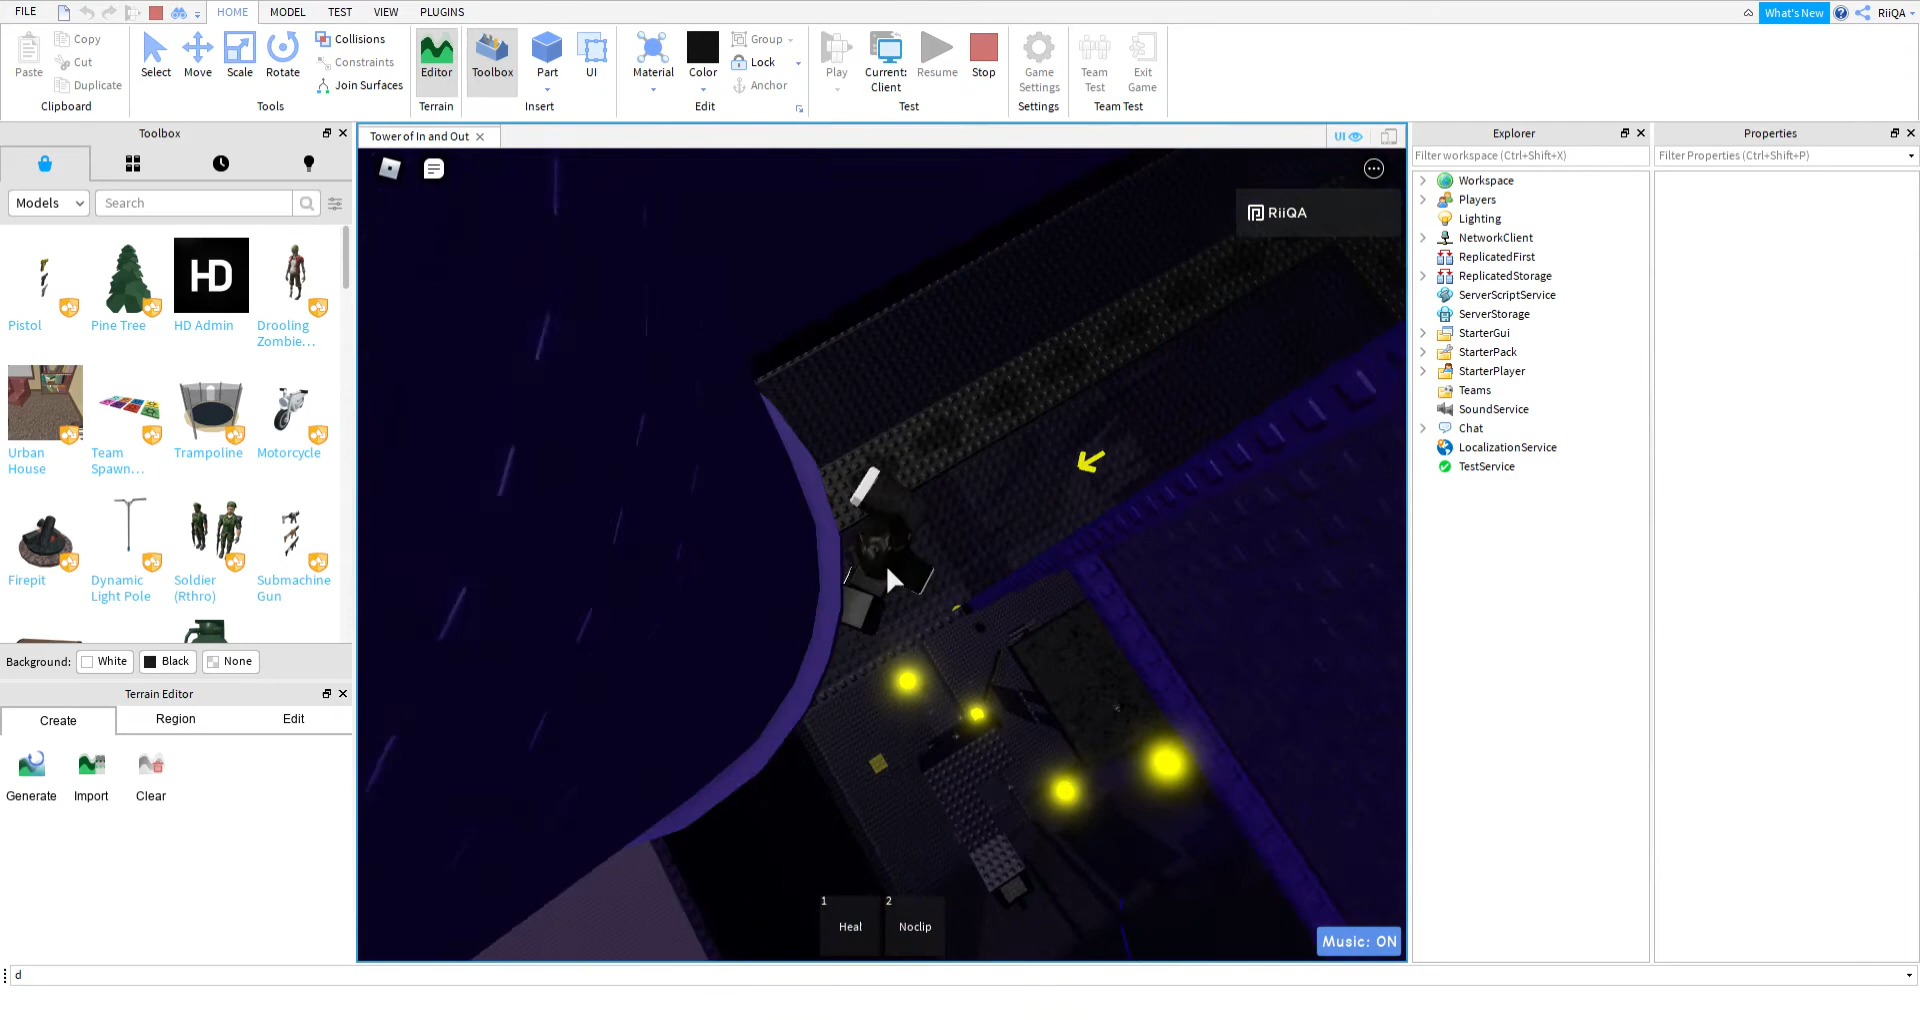 FILE HOME MODEL TEST VIEW PLUGINS What's New RiiQA
Paste Copy Cut Duplicate Clipboard
Select Move Scale Rotate Collisions Constraints Join Surfaces Tools
Editor Terrain
Toolbox Part UI Insert
Material Color Group Lock Anchor Edit
Play Current: Client Resume Stop Test
Game Settings Settings
Team Test Exit Game Team Test
Toolbox
Models Search
Pistol Pine Tree HD Admin Drooling Zombie...
HD
Urban House Team Spawn... Trampoline Motorcycle
Firepit Dynamic Light Pole Soldier (Rthro) Submachine Gun
Background: White Black None
Terrain Editor
Create Region Edit
Generate Import Clear
Tower of In and Out UI
RiiQA
1 Heal
2 Noclip
Music: ON
Explorer
Filter workspace (Ctrl+Shift+X)
Workspace
Players
Lighting
NetworkClient
ReplicatedFirst
ReplicatedStorage
ServerScriptService
ServerStorage
StarterGui
StarterPack
StarterPlayer
Teams
SoundService
Chat
LocalizationService
TestService
Properties
Filter Properties (Ctrl+Shift+P)
d